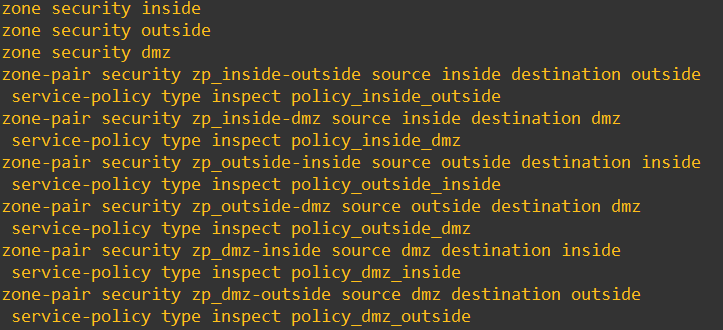 zone security inside
zone security outside
zone security dmz
zone-pair security zp_inside-outside source inside destination outside
 service-policy type inspect policy_inside_outside
zone-pair security zp_inside-dmz source inside destination dmz
 service-policy type inspect policy_inside_dmz
zone-pair security zp_outside-inside source outside destination inside
 service-policy type inspect policy_outside_inside
zone-pair security zp_outside-dmz source outside destination dmz
 service-policy type inspect policy_outside_dmz
zone-pair security zp_dmz-inside source dmz destination inside
 service-policy type inspect policy_dmz_inside
zone-pair security zp_dmz-outside source dmz destination outside
 service-policy type inspect policy_dmz_outside